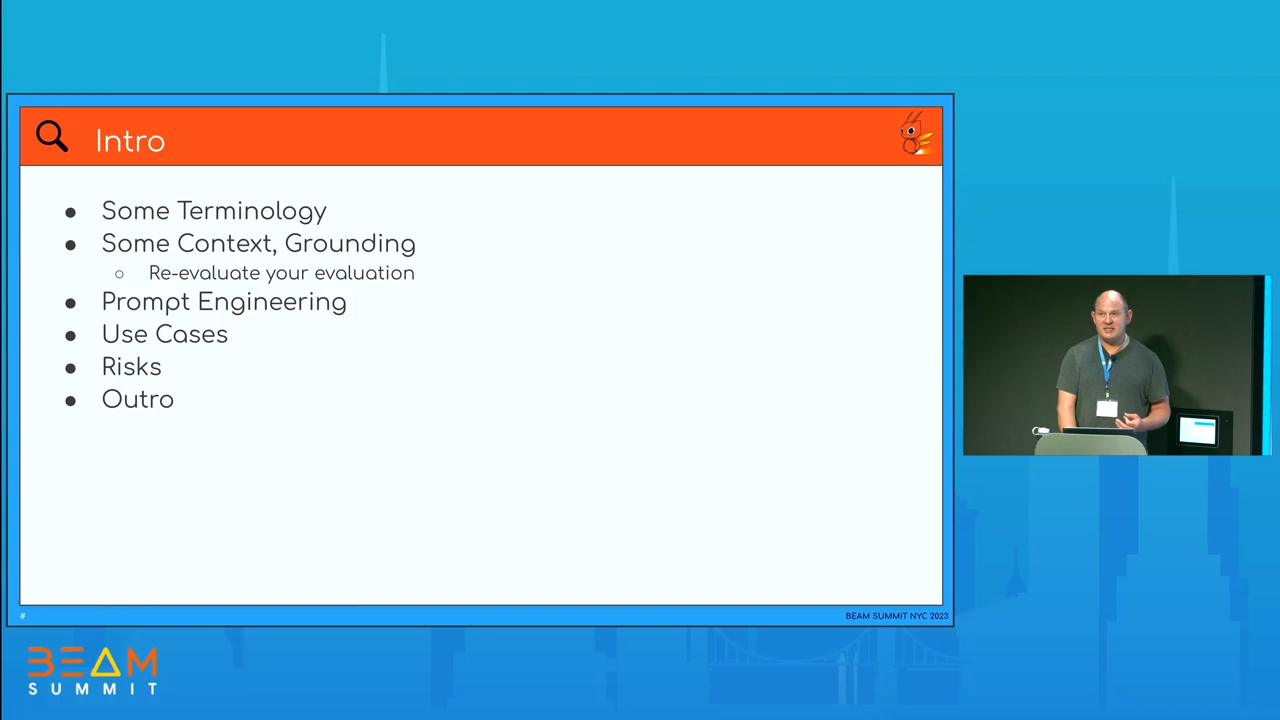 Intro
Some Terminology
Some Context, Grounding
Re-evaluate your evaluation
Prompt Engineering
Use Cases
Risks
Outro
#
BEAM SUMMIT NYC 2023
BEAM
SUMMIT